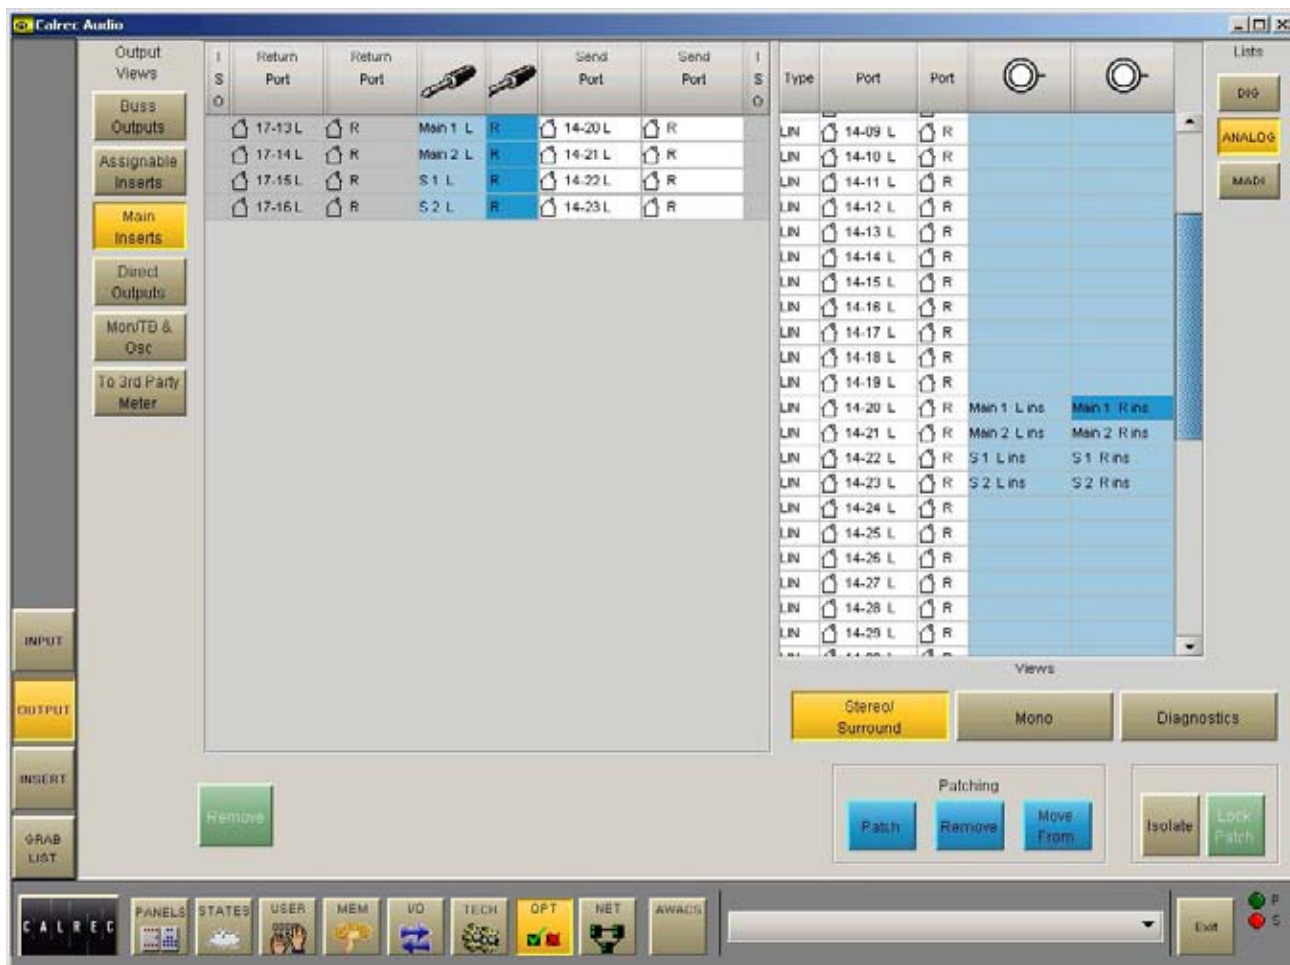 Calrec Audio
Output
Views
Buss
Outputs
Assignable
Inserts
Main
Inserts
Direct
Outputs
Mon/TB &
Osc
To 3rd Party
Meter
INPUT
OUTPUT
INSERT
GRAB
LIST
I
S
O
Return
Port
Return
Port
Send
Port
Send
Port
I
S
O
17-13 L R Main 1 L R 14-20 L R
17-14 L R Main 2 L R 14-21 L R
17-15 L R S 1 L R 14-22 L R
17-16 L R S 2 L R 14-23 L R
Remove
Type Port Port
LIN 14-09 L R
LIN 14-10 L R
LIN 14-11 L R
LIN 14-12 L R
LIN 14-13 L R
LIN 14-14 L R
LIN 14-15 L R
LIN 14-16 L R
LIN 14-17 L R
LIN 14-18 L R
LIN 14-19 L R
LIN 14-20 L R Main 1 L ins Main 1 R ins
LIN 14-21 L R Main 2 L ins Main 2 R ins
LIN 14-22 L R S 1 L ins S 1 R ins
LIN 14-23 L R S 2 L ins S 2 R ins
LIN 14-24 L R
LIN 14-25 L R
LIN 14-26 L R
LIN 14-27 L R
LIN 14-28 L R
LIN 14-29 L R
Lists
DIG
ANALOG
MADI
Views
Stereo/
Surround
Mono
Diagnostics
Patching
Patch
Remove
Move
From
Isolate
Lock
Patch
CALREC
PANELS
STATES
USER
MEM
I/O
TECH
OPT
NET
AWACS
Exit
P
S